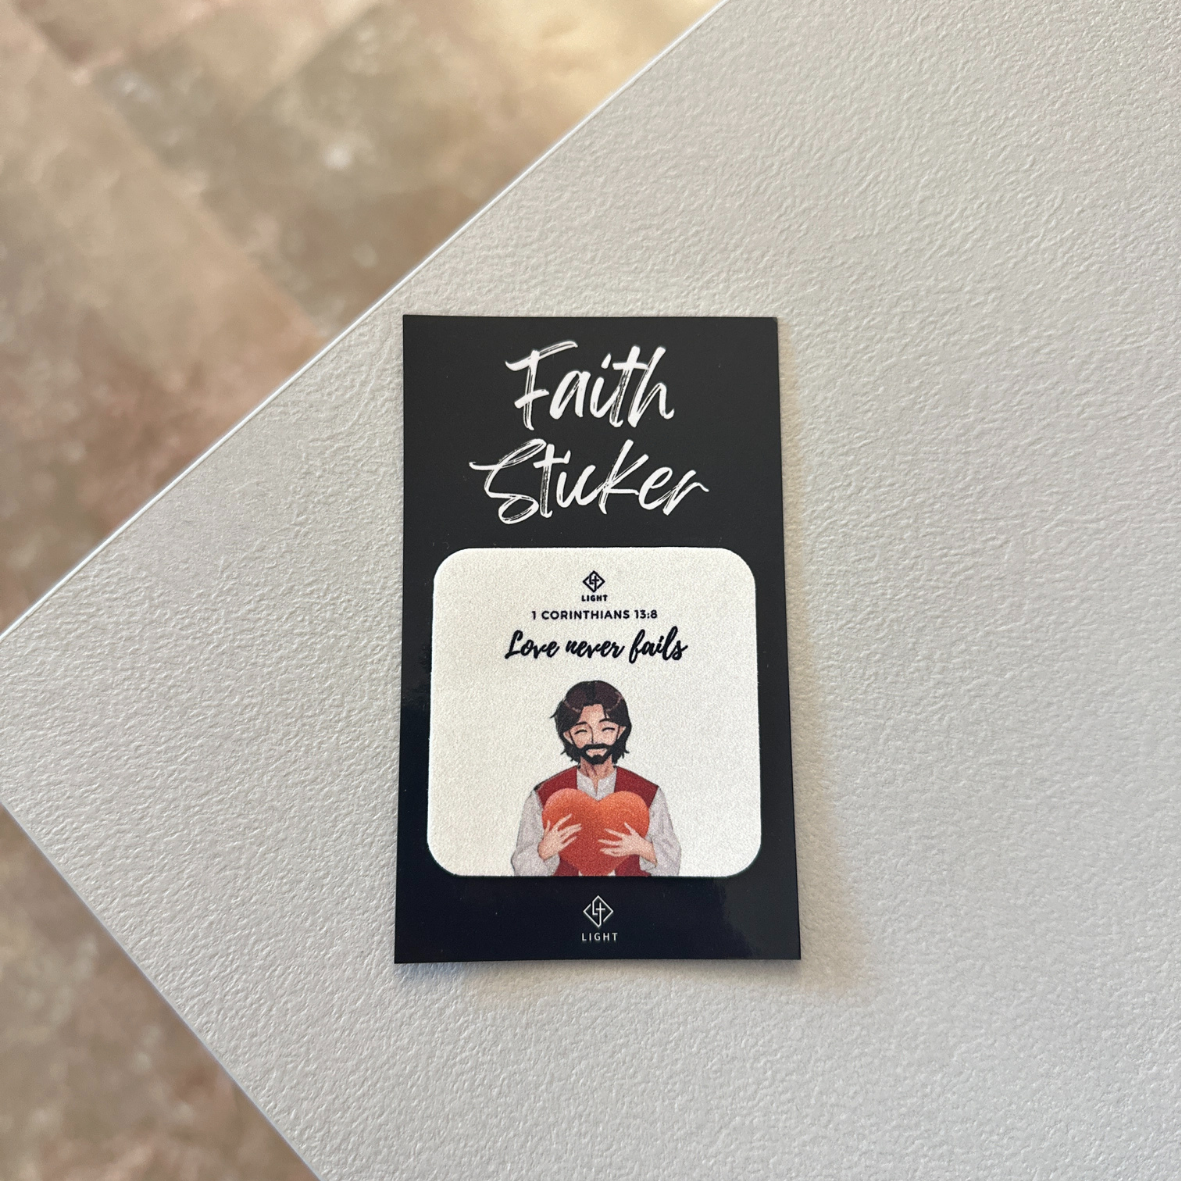 Faith
Sticker
LIGHT
1 CORINTHIANS 13:8
Love never fails
LIGHT